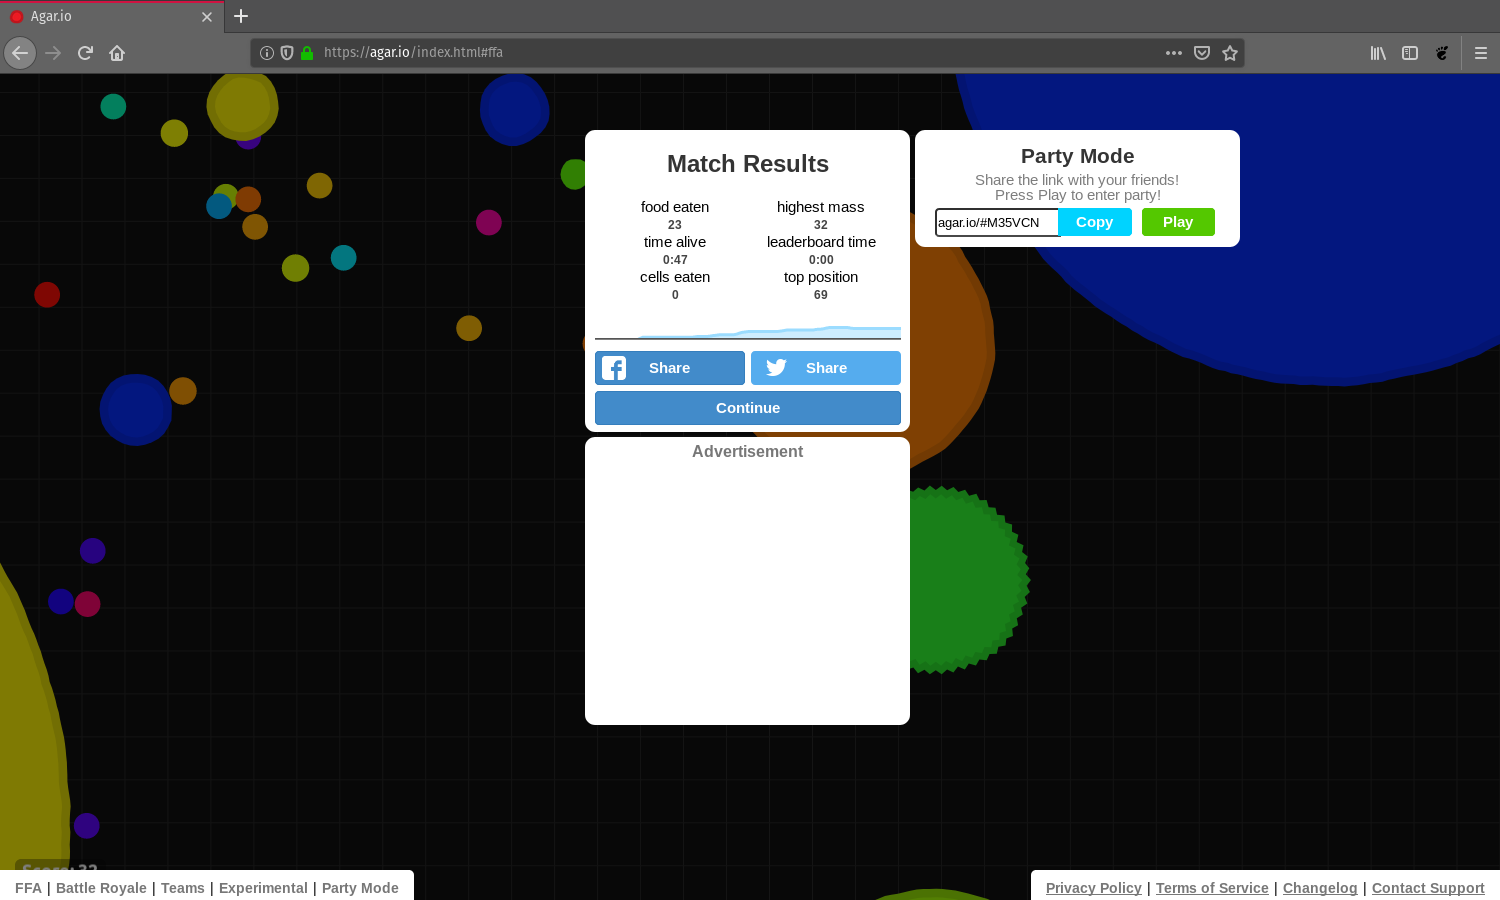 Agar.io
https://agar.io/index.html#ffa
Match Results
food eaten
23
highest mass
32
time alive
0:47
leaderboard time
0:00
cells eaten
0
top position
69
Share
Share
Continue
Advertisement
Party Mode
Share the link with your friends!
Press Play to enter party!
agar.io/#M35VCN
Copy
Play
Score: 32
FFA | Battle Royale | Teams | Experimental | Party Mode
Privacy Policy | Terms of Service | Changelog | Contact Support